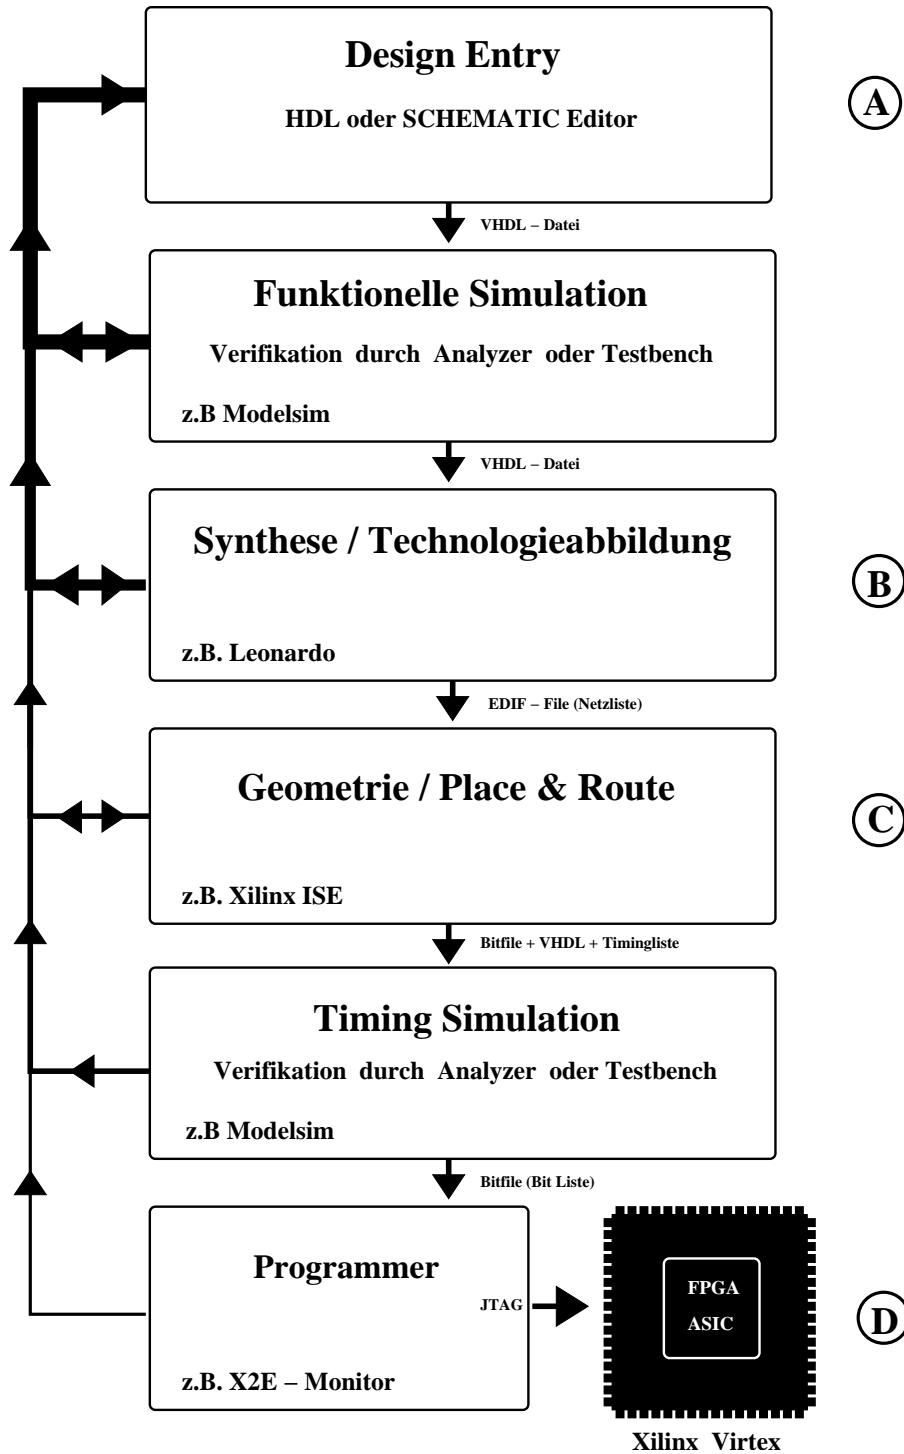 Design Entry
HDL oder SCHEMATIC Editor
A
VHDL – Datei
Funktionelle Simulation
Verifikation durch Analyzer oder Testbench
z.B Modelsim
VHDL – Datei
Synthese / Technologieabbildung
B
z.B. Leonardo
EDIF – File (Netzliste)
Geometrie / Place & Route
C
z.B. Xilinx ISE
Bitfile + VHDL + Timingliste
Timing Simulation
Verifikation durch Analyzer oder Testbench
z.B Modelsim
Bitfile (Bit Liste)
Programmer
JTAG
z.B. X2E – Monitor
FPGA
ASIC
D
Xilinx Virtex